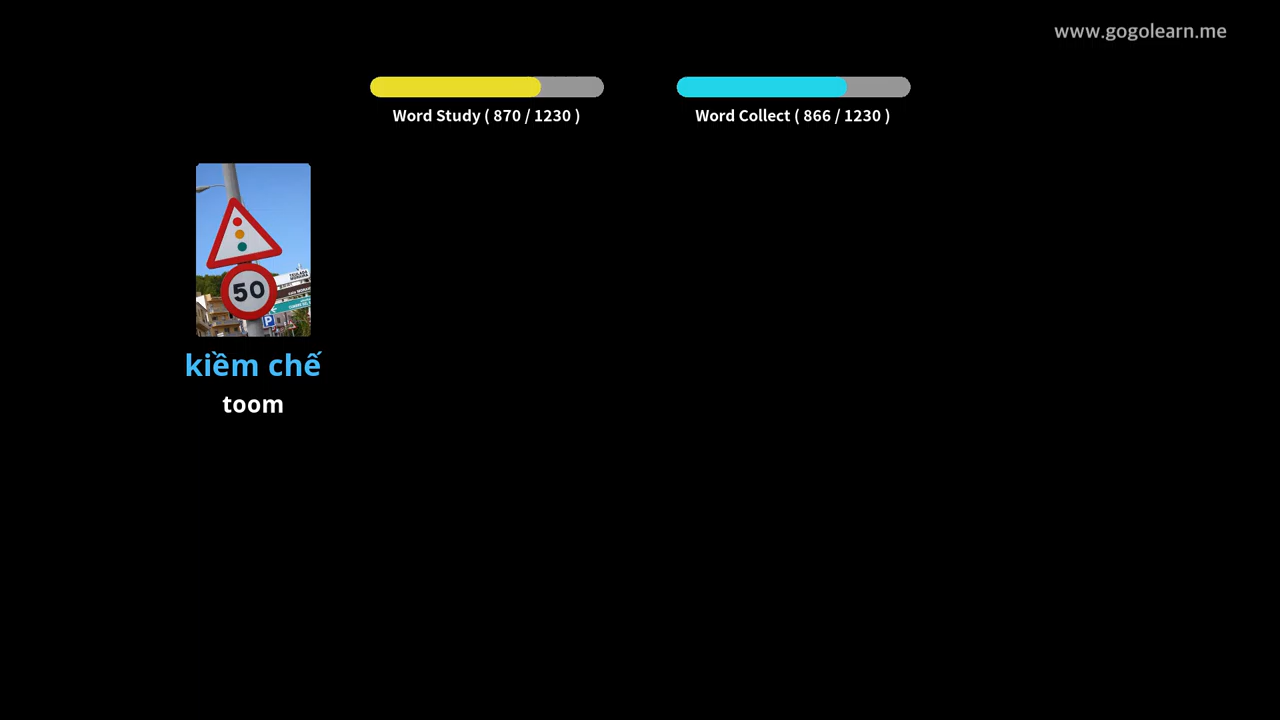 www.gogolearn.me
Word Study ( 870 / 1230 )
Word Collect ( 866 / 1230 )
50
P
kiềm chế
toom